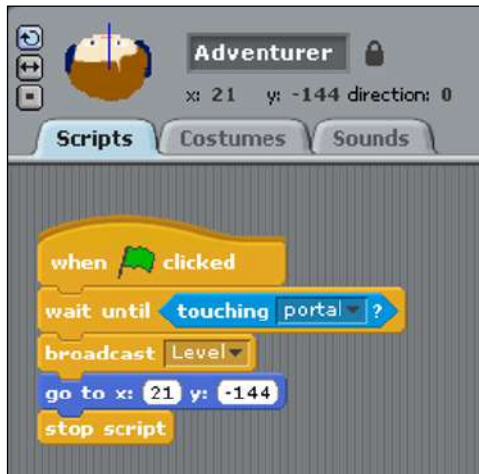 Adventurer
x: 21 y: -144 direction: 0
Scripts Costumes Sounds
when clicked
wait until touching portal ?
broadcast Level
go to x: 21 y: -144
stop script